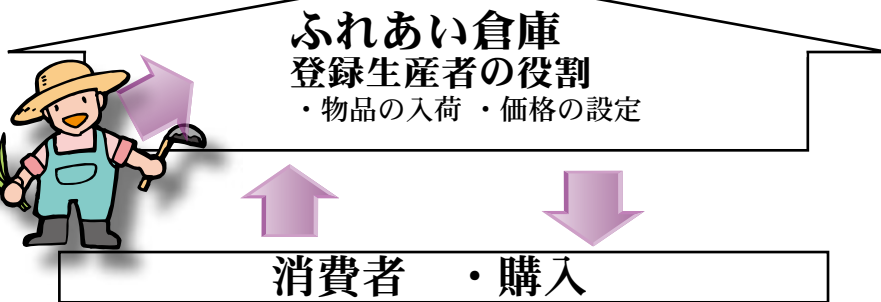 ふれあい倉庫
登録生産者の役割
・物品の入荷 ・価格の設定
消費者　・購入